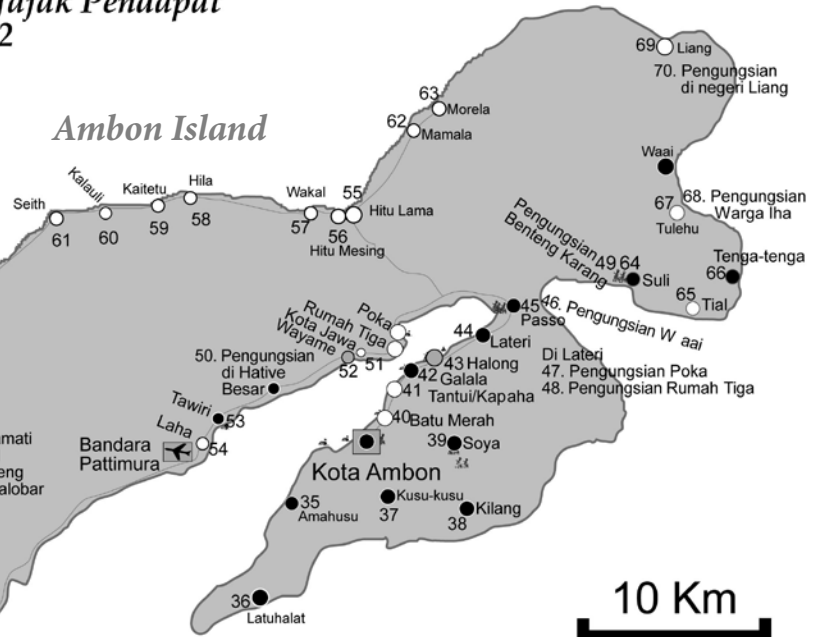 Jajak Pendapat
2
Ambon Island
69 Liang
70. Pengungsian
di negeri Liang
63
Morela
62
Mamala
Waai
Seith
61
Kalauli
60
Kaitetu
59
Hila
58
Wakal
57
55
Hitu Lama
56
Hitu Mesing
67
Tulehu
68. Pengungsian
Warga Iha
Pengungsian
Benteng Karang
49 64
Suli
Tenga-tenga
66
65
Tial
45
Passo
46. Pengungsian W aai
44
Lateri
Poka
Rumah Tiga
Kota Jawa
Wayame
51
52
43 Halong
42
Galala
41
Tantui/Kapaha
Di Lateri
47. Pengungsian Poka
48. Pengungsian Rumah Tiga
50. Pengungsian
di Hative
Besar
Tawiri
53
Laha
54
Bandara
Pattimura
40 Batu Merah
39 Soya
Kota Ambon
35
Amahusu
Kusu-kusu
37
Kilang
38
36
Latuhalat
mati
eng
alobar
10 Km